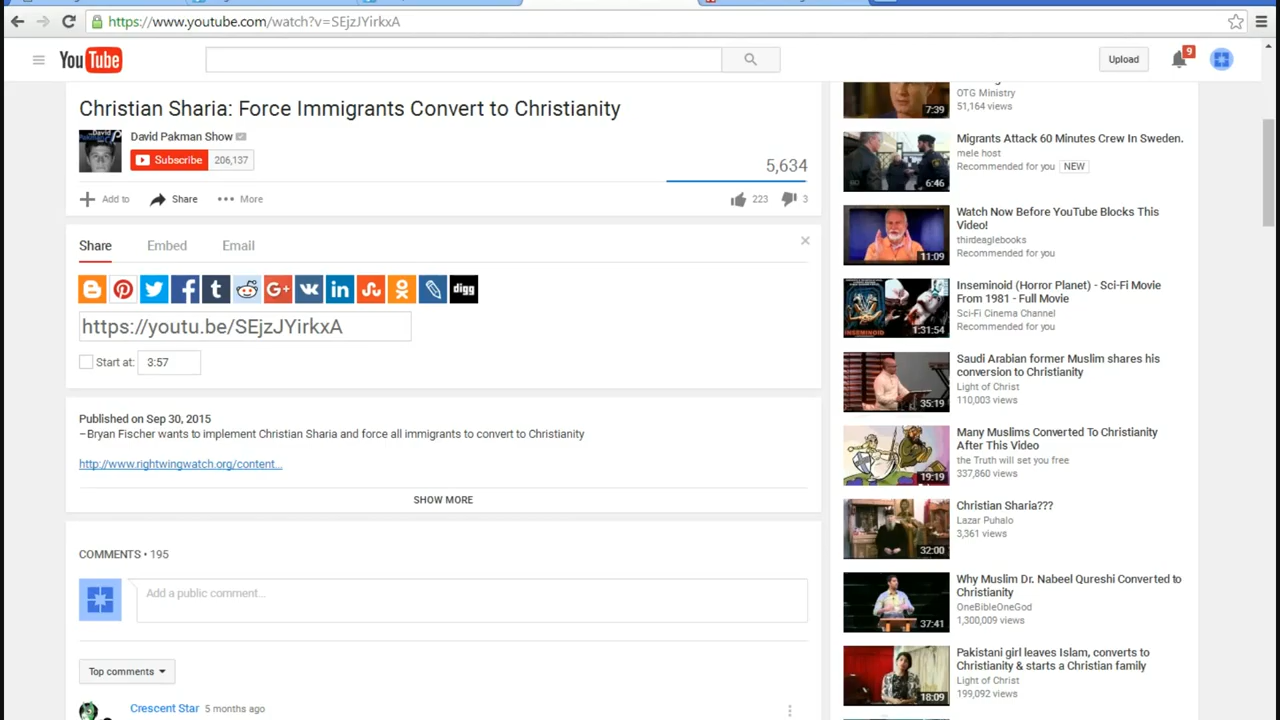 https://www.youtube.com/watch?v=SEjzJYirkxA
YouTube
Upload
9
Christian Sharia: Force Immigrants Convert to Christianity
David Pakman Show
Subscribe 206,137
5,634
Add to Share More
223 3
Share Embed Email
digg
https://youtu.be/SEjzJYirkxA
Start at: 3:57
Published on Sep 30, 2015
–Bryan Fischer wants to implement Christian Sharia and force all immigrants to convert to Christianity
http://www.rightwingwatch.org/content...
SHOW MORE
COMMENTS • 195
Add a public comment...
Top comments
Crescent Star 5 months ago
7:39
OTG Ministry
51,164 views
6:46
Migrants Attack 60 Minutes Crew In Sweden.
mele host
Recommended for you NEW
11:09
Watch Now Before YouTube Blocks This
Video!
thirdeaglebooks
Recommended for you
1:31:54
Inseminoid (Horror Planet) - Sci-Fi Movie
From 1981 - Full Movie
Sci-Fi Cinema Channel
Recommended for you
35:19
Saudi Arabian former Muslim shares his
conversion to Christianity
Light of Christ
110,003 views
19:19
Many Muslims Converted To Christianity
After This Video
the Truth will set you free
337,860 views
32:00
Christian Sharia???
Lazar Puhalo
3,361 views
37:41
Why Muslim Dr. Nabeel Qureshi Converted to
Christianity
OneBibleOneGod
1,300,009 views
18:09
Pakistani girl leaves Islam, converts to
Christianity & starts a Christian family
Light of Christ
199,092 views